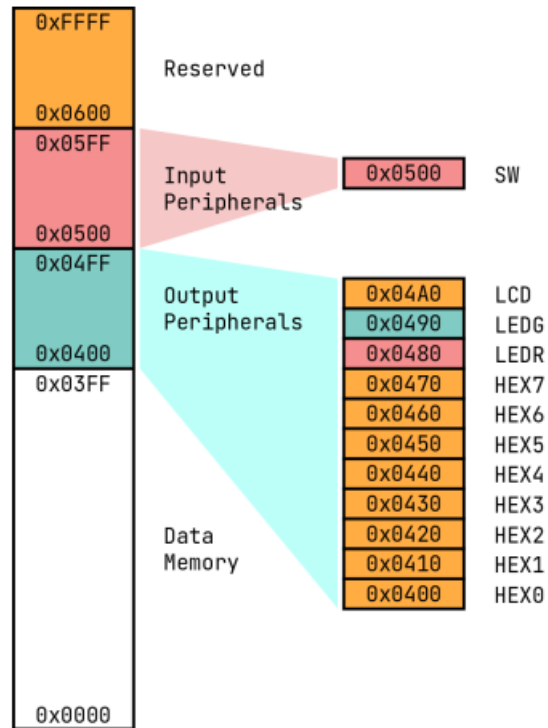 0xFFFF
Reserved
0x0600
0x05FF
Input
Peripherals
0x0500
0x0500 SW
0x04FF
Output
Peripherals
0x0400
0x03FF
0x04A0 LCD
0x0490 LEDG
0x0480 LEDR
0x0470 HEX7
0x0460 HEX6
0x0450 HEX5
0x0440 HEX4
0x0430 HEX3
0x0420 HEX2
0x0410 HEX1
0x0400 HEX0
Data
Memory
0x0000